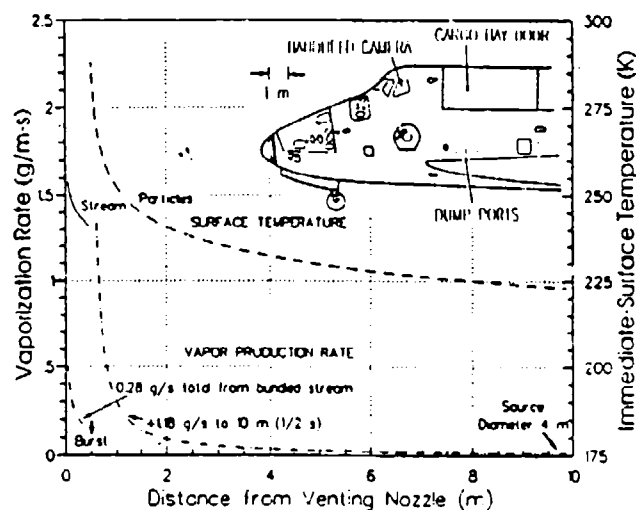 2.5
2
1.5
1
.5
0
Vaporization Rate (g/m·s)
300
275
250
225
200
175
Immediate-Surface Temperature (K)
0
2
4
6
8
10
Distance from Venting Nozzle (m)
HANDHELD CAMERA
CARGO BAY DOOR
1 m
DUMP PORTS
Stream
Particles
SURFACE TEMPERATURE
VAPOR PRODUCTION RATE
0.28 g/s total from bunded stream
+1.18 g/s to 10 m (1/2 s)
Burst
Source
Diameter 4 m